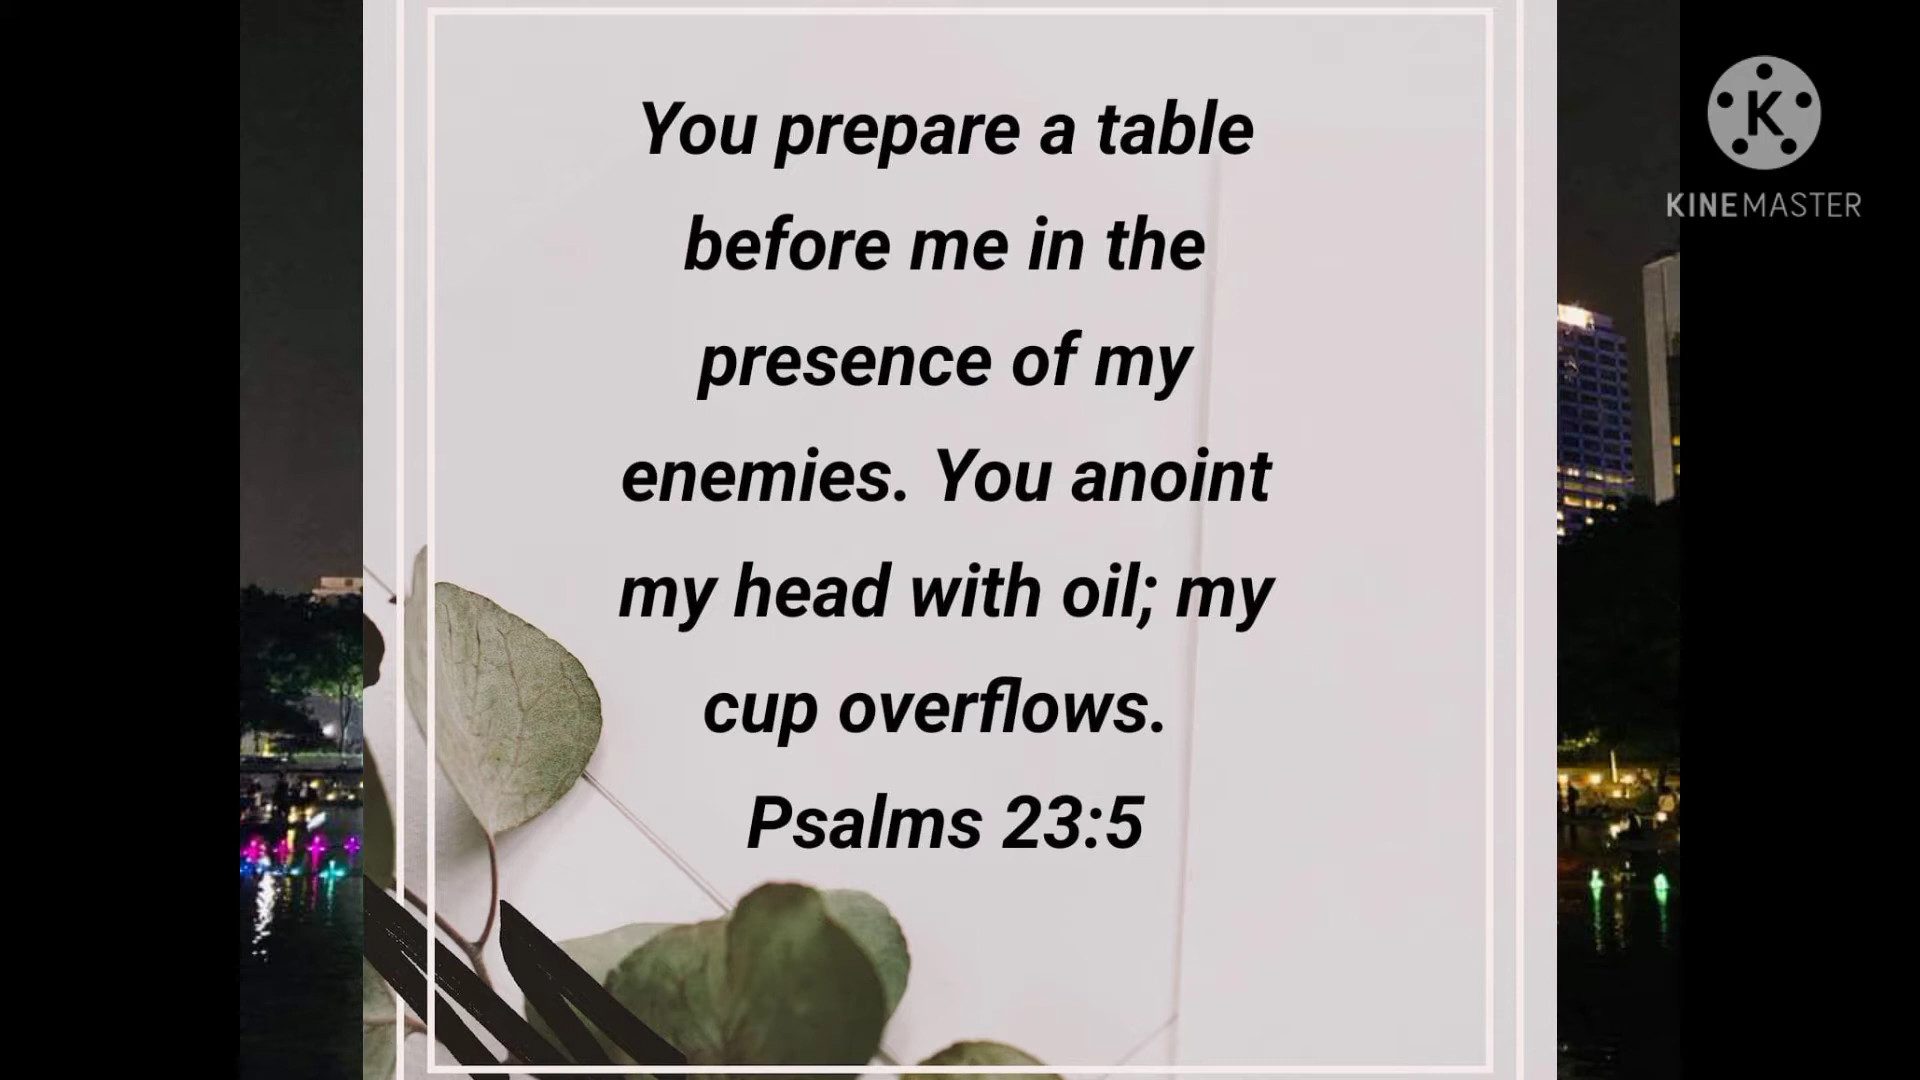 You prepare a table
before me in the
presence of my
enemies. You anoint
my head with oil; my
cup overflows.
Psalms 23:5
K
KINEMASTER